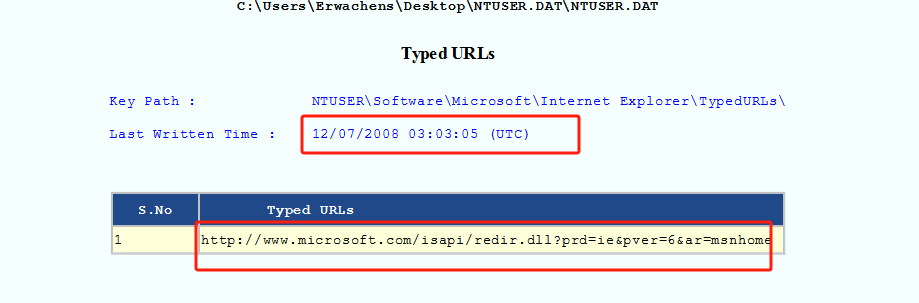 C:\Users\Erwachens\Desktop\NTUSER.DAT\NTUSER.DAT
Typed URLs
Key Path : NTUSER\Software\Microsoft\Internet Explorer\TypedURLs\
Last Written Time : 12/07/2008 03:03:05 (UTC)
S.No Typed URLs
1 http://www.microsoft.com/isapi/redir.dll?prd=ie&pver=6&ar=msnhome